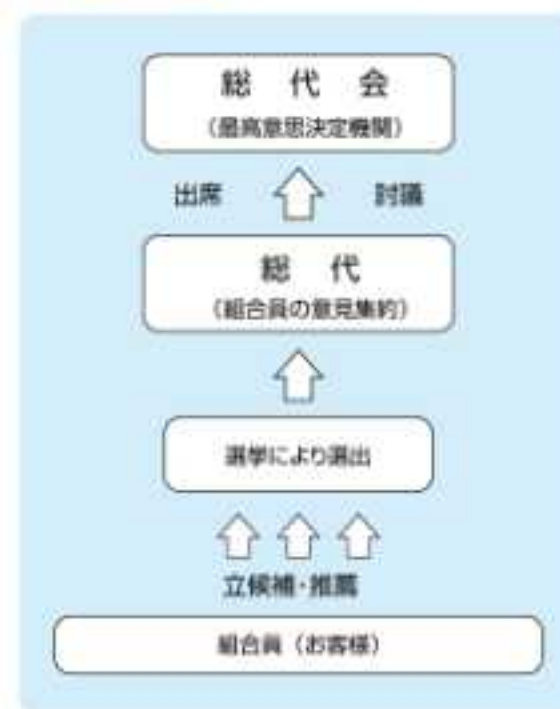 総代会
（最高意思決定機関）
出席 討議
総代
（組合員の意見集約）
選挙により選出
立候補・推薦
組合員（お客様）